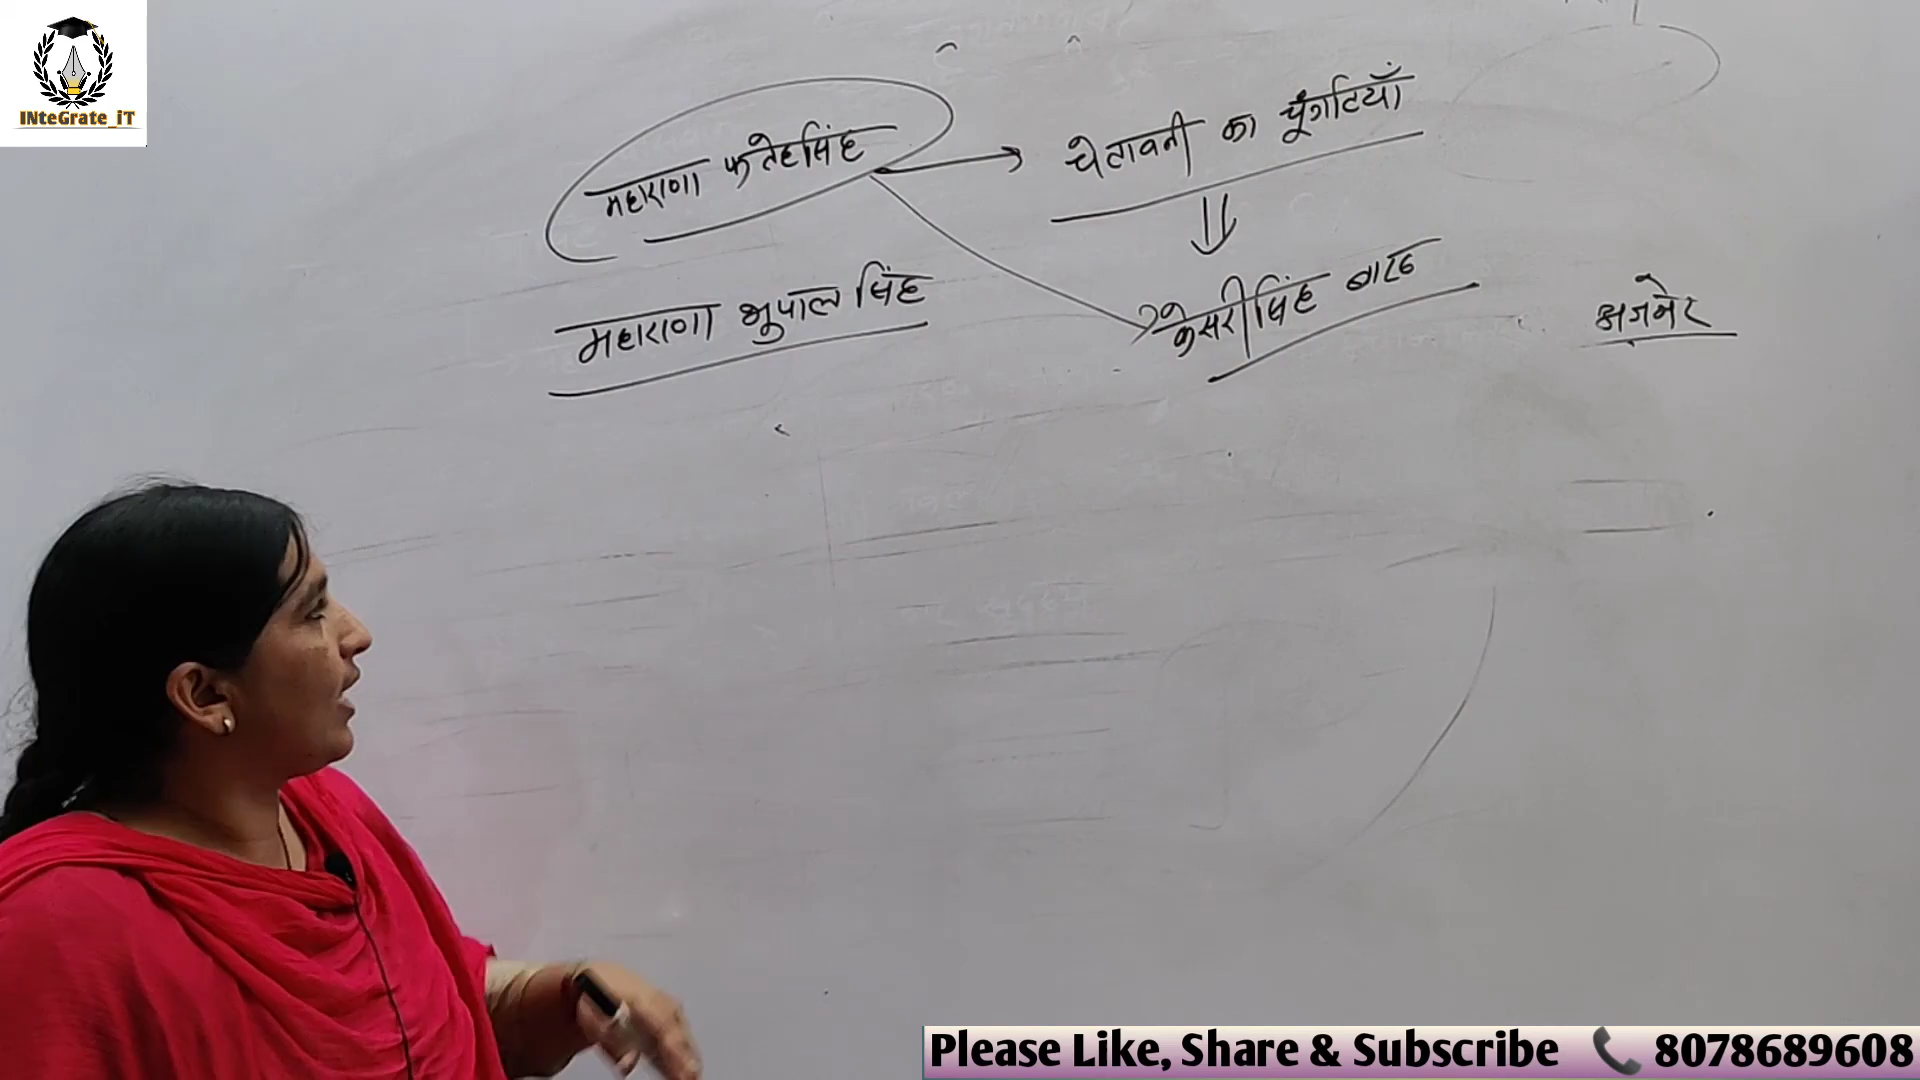 INteGrate_iT
महाराणा फतेहसिंह
चेतावनी का चूंगटियाँ
महाराणा भुपाल सिंह
केसरीसिंह बारठ
अजमेर
Please Like, Share & Subscribe 8078689608